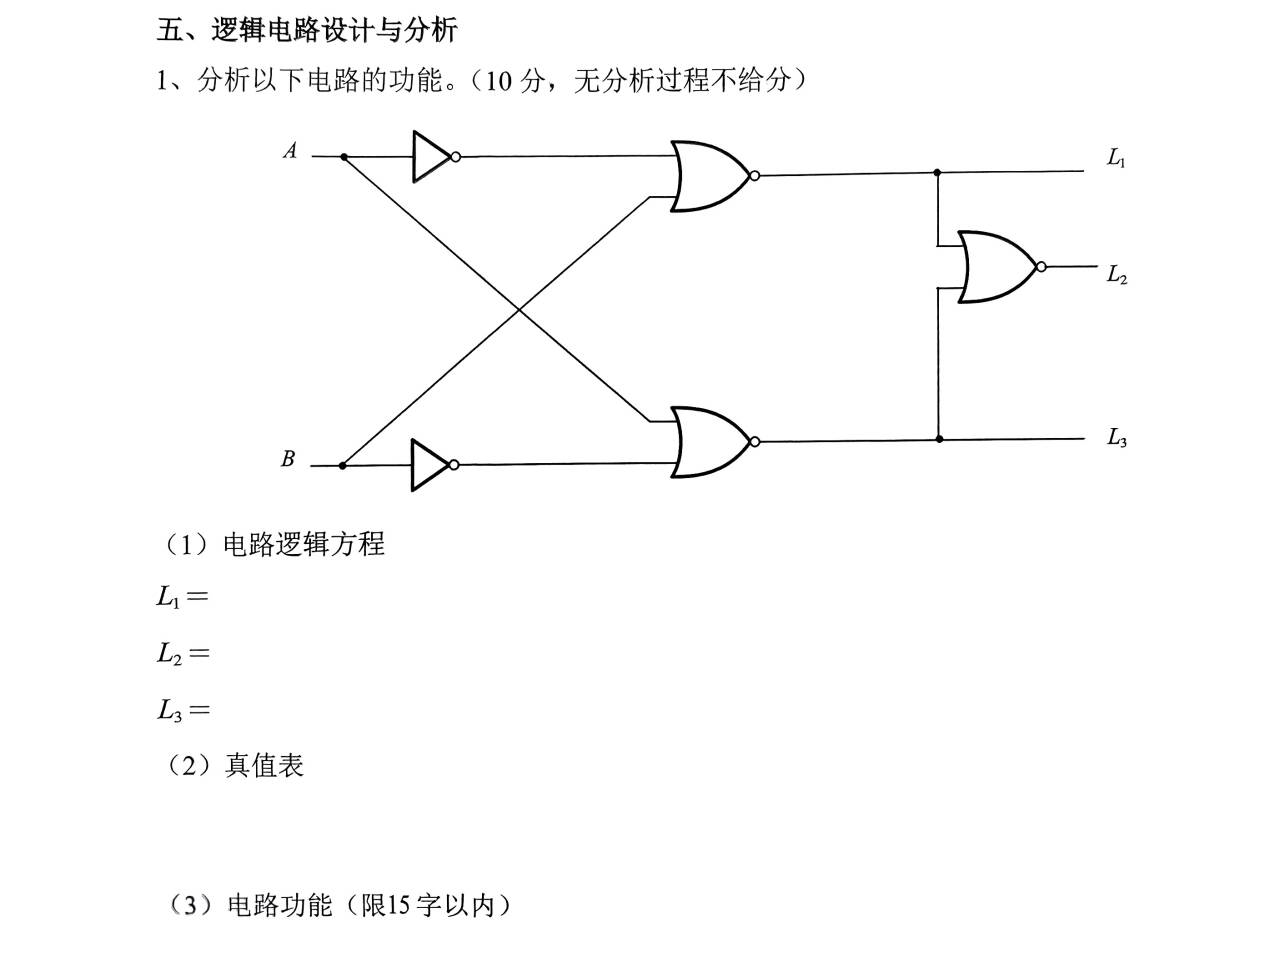 五、逻辑电路设计与分析
1、分析以下电路的功能。（10 分，无分析过程不给分）
A
L₁
L₂
B
L₃
（1）电路逻辑方程
L₁＝
L₂＝
L₃＝
（2）真值表
（3）电路功能（限15 字以内）